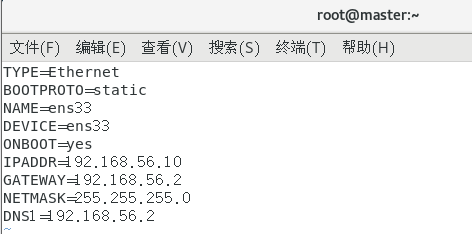 root@master:~
文件(F) 编辑(E) 查看(V) 搜索(S) 终端(T) 帮助(H)
TYPE=Ethernet
BOOTPROTO=static
NAME=ens33
DEVICE=ens33
ONBOOT=yes
IPADDR=192.168.56.10
GATEWAY=192.168.56.2
NETMASK=255.255.255.0
DNS1=192.168.56.2
~